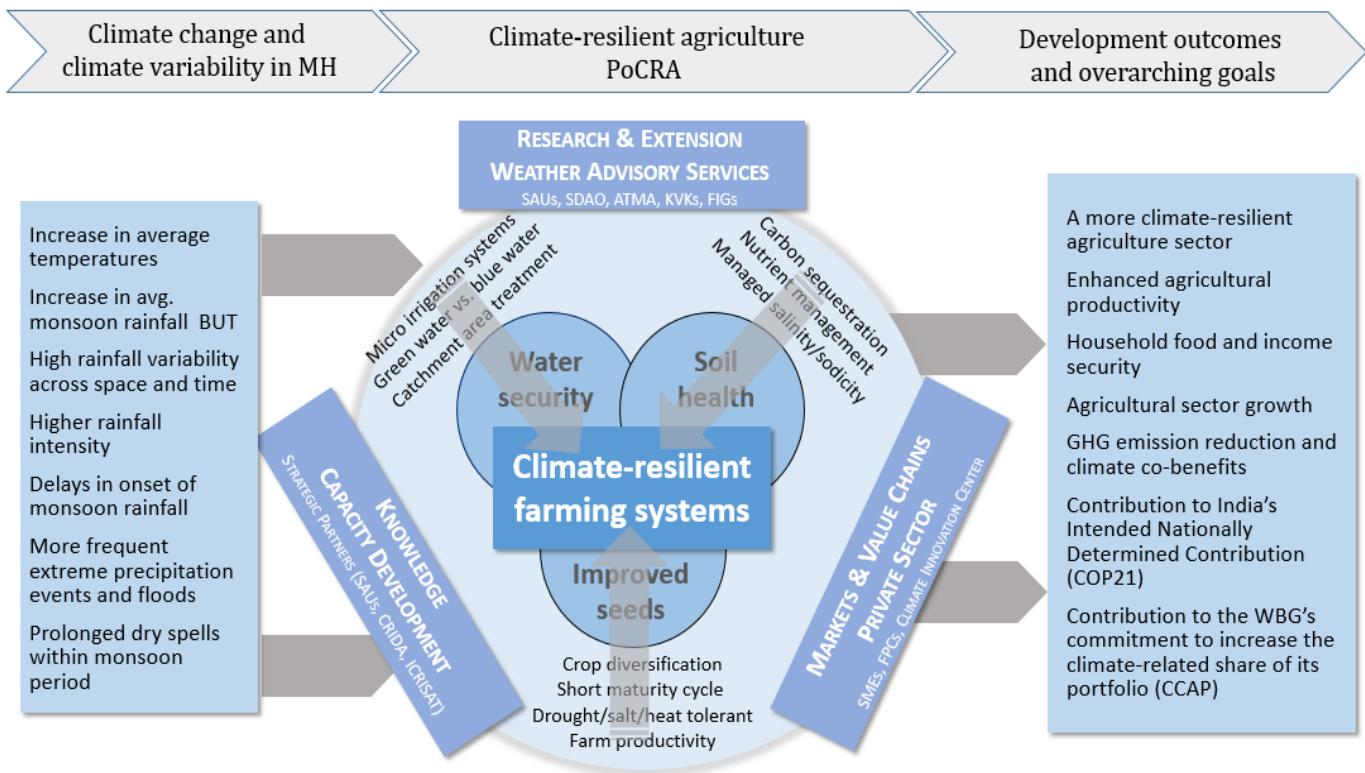 Climate change and
climate variability in MH
Climate-resilient agriculture
PoCRA
Development outcomes
and overarching goals
RESEARCH & EXTENSION
WEATHER ADVISORY SERVICES
SAUS, SDAO, ATMA, KVKS, FIGS
Increase in average
temperatures
Increase in avg.
monsoon rainfall BUT
High rainfall variability
across space and time
Higher rainfall
intensity
Delays in onset of
monsoon rainfall
More frequent
extreme precipitation
events and floods
Prolonged dry spells
within monsoon
period
Micro irrigation systems
Green water vs. blue water
Catchment area treatment
Carbon sequestration
Nutrient management
Managed salinity/sodicity
Water
security
Soil
health
Climate-resilient
farming systems
Improved
seeds
Crop diversification
Short maturity cycle
Drought/salt/heat tolerant
Farm productivity
KNOWLEDGE
CAPACITY DEVELOPMENT
STRATEGIC PARTNERS (SAUS, CRIDA, ICRISAT)
MARKETS & VALUE CHAINS
PRIVATE SECTOR
SMES, FPCS, CLIMATE INNOVATION CENTER
A more climate-resilient
agriculture sector
Enhanced agricultural
productivity
Household food and income
security
Agricultural sector growth
GHG emission reduction and
climate co-benefits
Contribution to India's
Intended Nationally
Determined Contribution
(COP21)
Contribution to the WBG's
commitment to increase the
climate-related share of its
portfolio (CCAP)